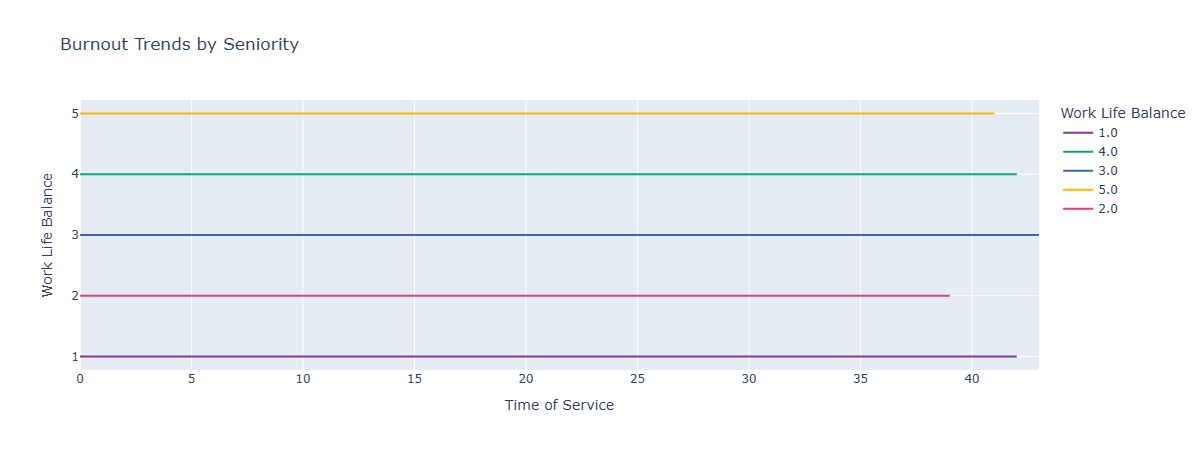 Burnout Trends by Seniority
Work Life Balance
5
4
3
2
1
0 5 10 15 20 25 30 35 40
Time of Service
Work Life Balance
1.0
4.0
3.0
5.0
2.0